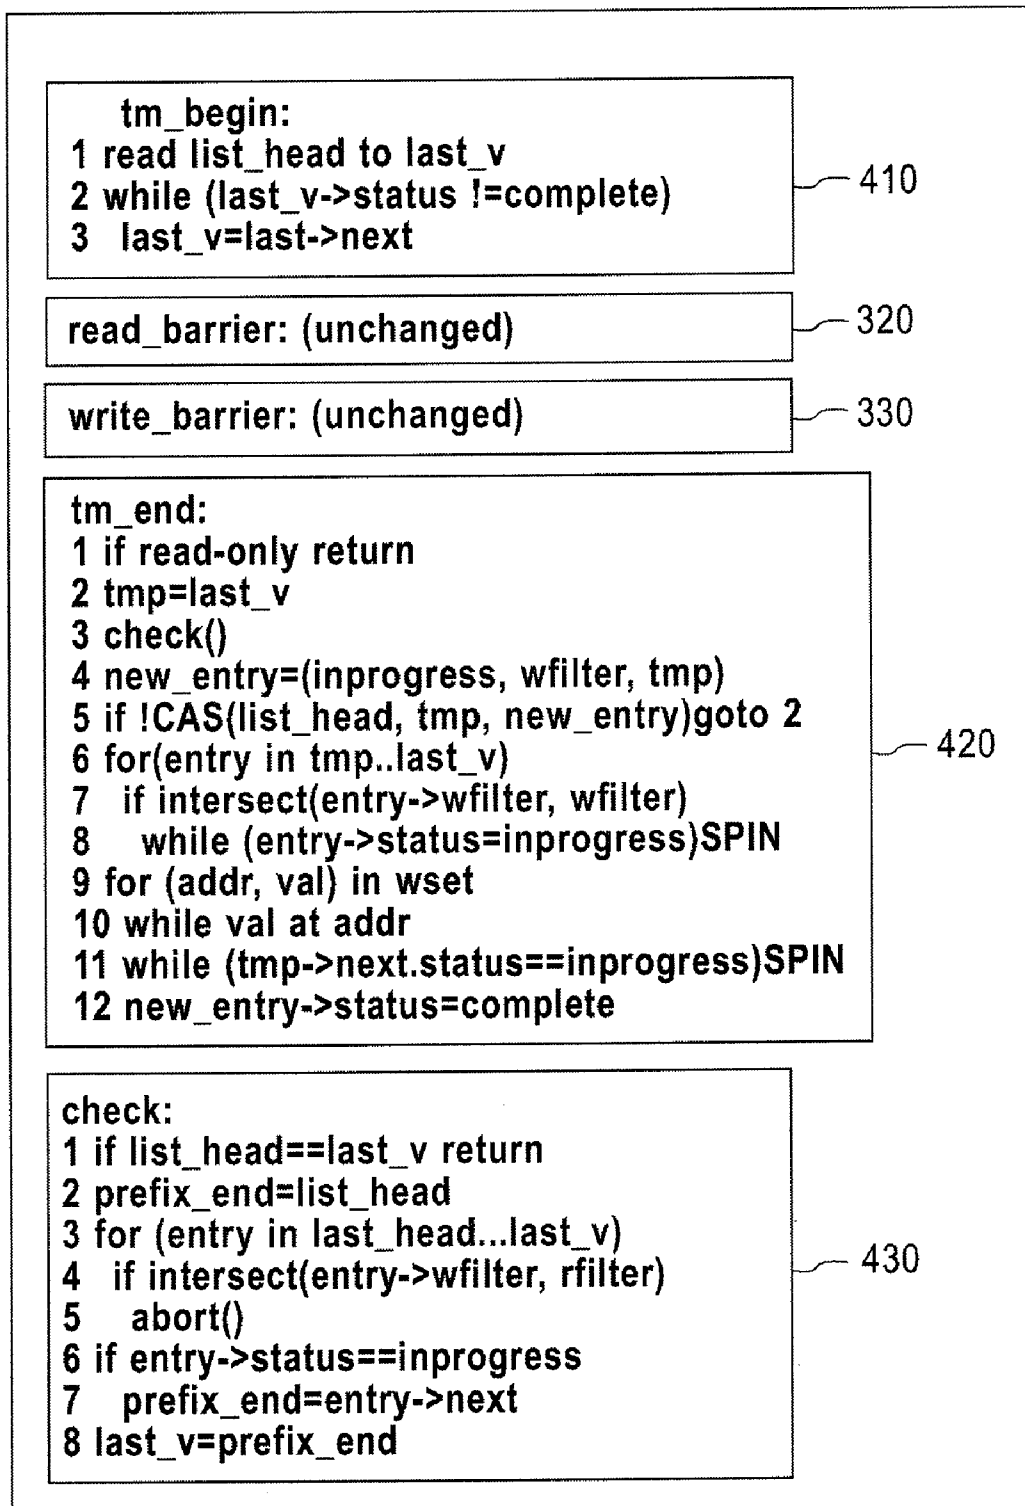 tm_begin:
1 read list_head to last_v
2 while (last_v->status !=complete)
3 last_v=last->next
410
read_barrier: (unchanged)
320
write_barrier: (unchanged)
330
tm_end:
1 if read-only return
2 tmp=last_v
3 check()
4 new_entry=(inprogress, wfilter, tmp)
5 if !CAS(list_head, tmp, new_entry)goto 2
6 for(entry in tmp..last_v)
7 if intersect(entry->wfilter, wfilter)
8 while (entry->status=inprogress)SPIN
9 for (addr, val) in wset
10 while val at addr
11 while (tmp->next.status==inprogress)SPIN
12 new_entry->status=complete
420
check:
1 if list_head==last_v return
2 prefix_end=list_head
3 for (entry in last_head...last_v)
4 if intersect(entry->wfilter, rfilter)
5 abort()
6 if entry->status==inprogress
7 prefix_end=entry->next
8 last_v=prefix_end
430